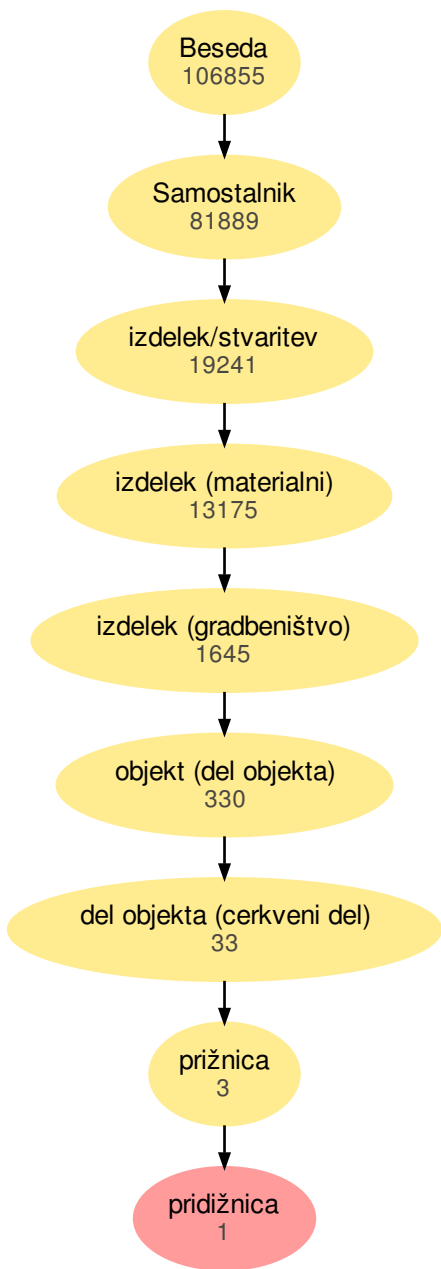 Beseda
106855
Samostalnik
81889
izdelek/stvaritev
19241
izdelek (materialni)
13175
izdelek (gradbeništvo)
1645
objekt (del objekta)
330
del objekta (cerkveni del)
33
prižnica
3
pridižnica
1